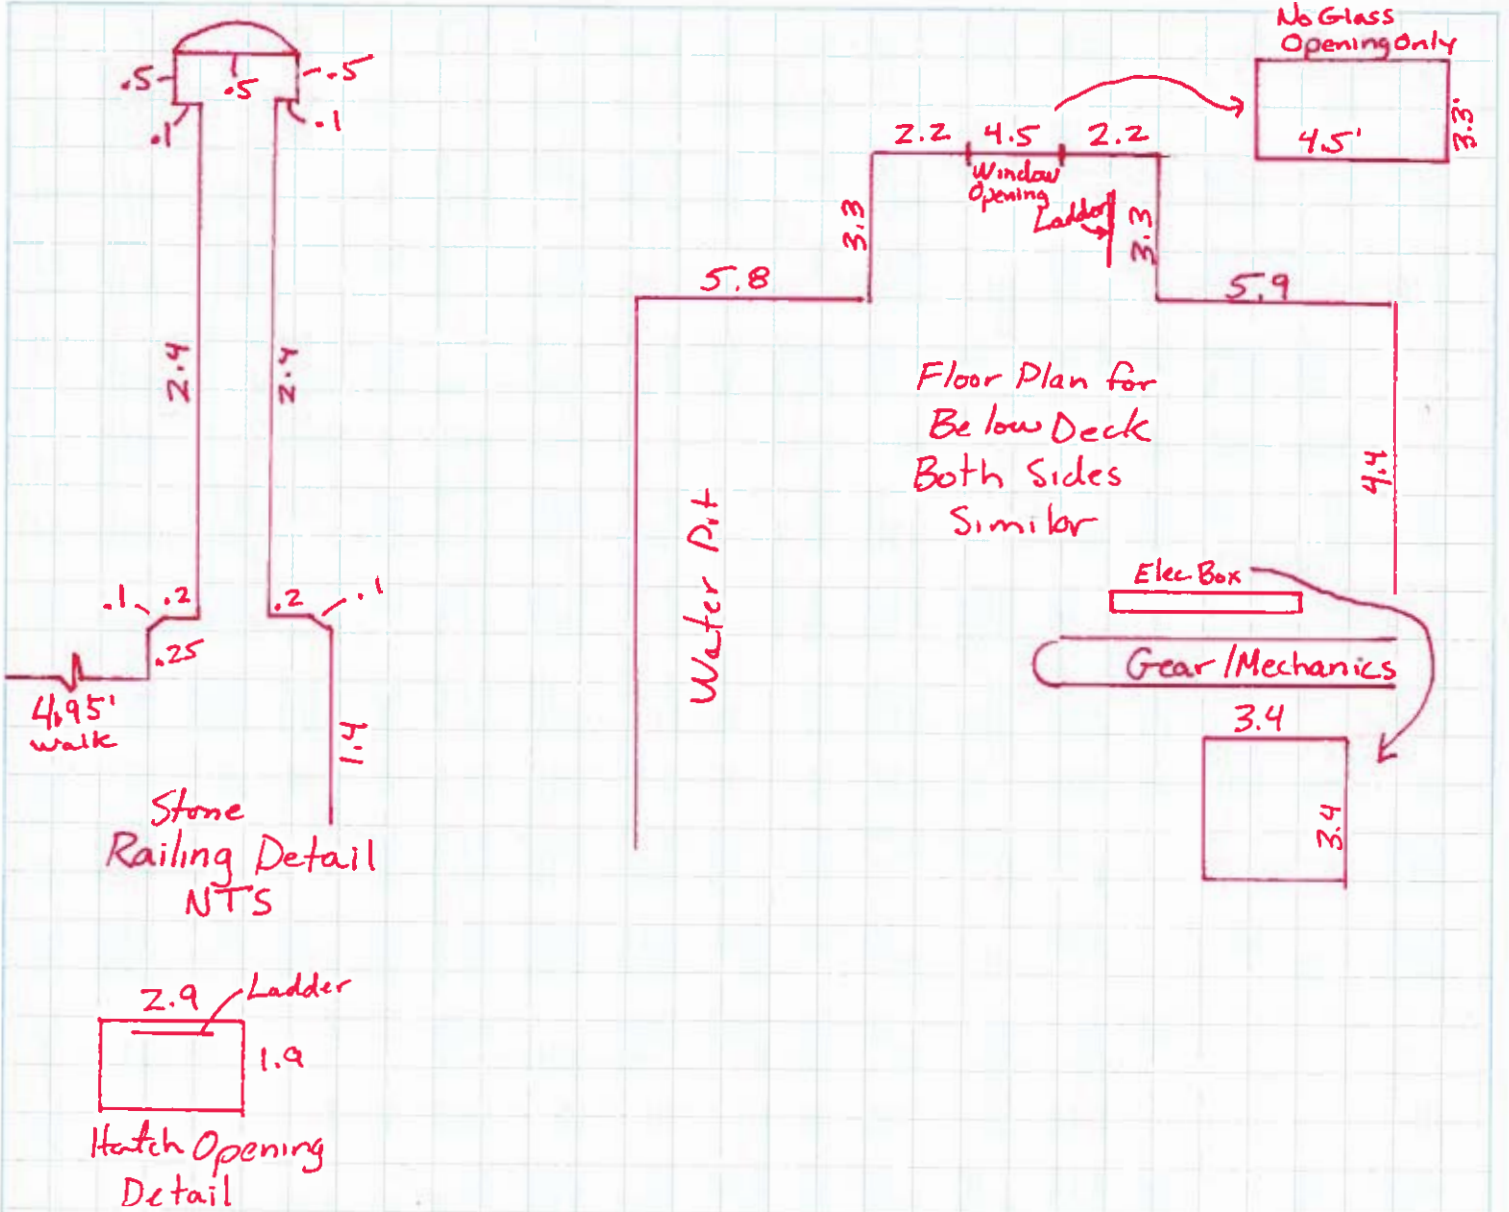 .5
.5
.5
.1
.1
2.4
2.4
.1
.2
.2
.1
.25
4.95'
walk
1.4
Stone
Railing Detail
NTS
2.9
Ladder
1.9
Hatch Opening
Detail
No Glass
Opening Only
4.5'
3.3'
2.2
4.5
2.2
Window
Opening
Ladder
3.3
3.3
5.8
5.9
Floor Plan for
Below Deck
Both Sides
Similar
4.4
Water Pit
Elec Box
Gear/Mechanics
3.4
3.4